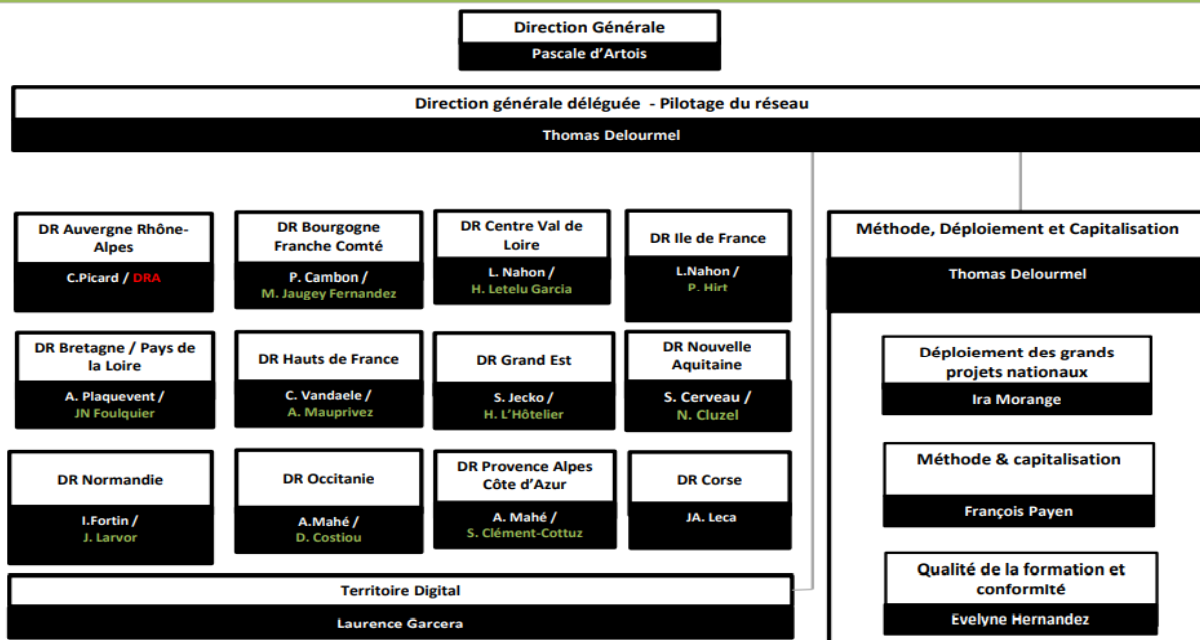 Direction Générale
Pascale d'Artois
Direction générale déléguée - Pilotage du réseau
Thomas Delourmel
DR Auvergne Rhône-
Alpes
C.Picard / DRA
DR Bourgogne
Franche Comté
P. Cambon /
M. Jaugey Fernandez
DR Centre Val de
Loire
L. Nahon /
H. Letelu Garcia
DR Ile de France
L.Nahon /
P. Hirt
Méthode, Déploiement et Capitalisation
Thomas Delourmel
DR Bretagne / Pays de
la Loire
A. Plaquevent /
JN Foulquier
DR Hauts de France
C. Vandaele /
A. Mauprivez
DR Grand Est
S. Jecko /
H. L'Hôtelier
DR Nouvelle
Aquitaine
S. Cerveau /
N. Cluzel
Déploiement des grands
projets nationaux
Ira Morange
DR Normandie
I.Fortin /
J. Larvor
DR Occitanie
A.Mahé /
D. Costiou
DR Provence Alpes
Côte d'Azur
A. Mahé /
S. Clément-Cottuz
DR Corse
JA. Leca
Méthode & capitalisation
François Payen
Territoire Digital
Laurence Garcera
Qualité de la formation et
conformité
Evelyne Hernandez